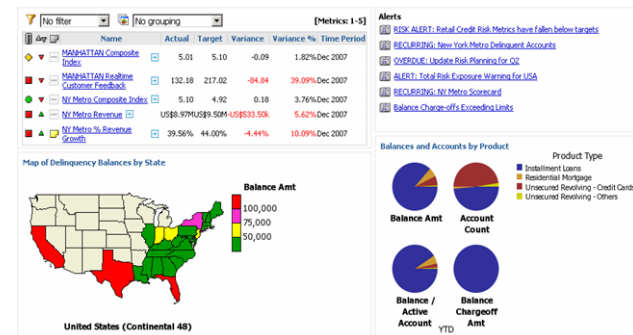 No filter No grouping [Metrics: 1-5]
Name Actual Target Variance Variance % Time Period
MANHATTAN Composite Index 5.01 5.10 -0.09 1.82% Dec 2007
MANHATTAN Realtime Customer Feedback 132.18 217.02 -84.84 39.09% Dec 2007
NY Metro Composite Index 5.10 4.92 0.18 3.76% Dec 2007
NY Metro Revenue US$8.97M US$9.50M -US$533.50k 5.62% Dec 2007
NY Metro % Revenue Growth 39.56% 44.00% -4.44% 10.09% Dec 2007
Alerts
RISK ALERT: Retail Credit Risk Metrics have fallen below targets
RECURRING: New York Metro Delinquent Accounts
OVERDUE: Update Risk Planning for Q2
ALERT: Total Risk Exposure Warning for USA
RECURRING: NY Metro Scorecard
Balance Charge-offs Exceeding Limits
Map of Delinquency Balances by State
Balance Amt
100,000
75,000
50,000
United States (Continental 48)
Balances and Accounts by Product
Product Type
Installment Loans
Residential Mortgage
Unsecured Revolving - Credit Cards
Unsecured Revolving - Others
Balance Amt
Account Count
Balance / Active Account
Balance Chargeoff Amt
YTD